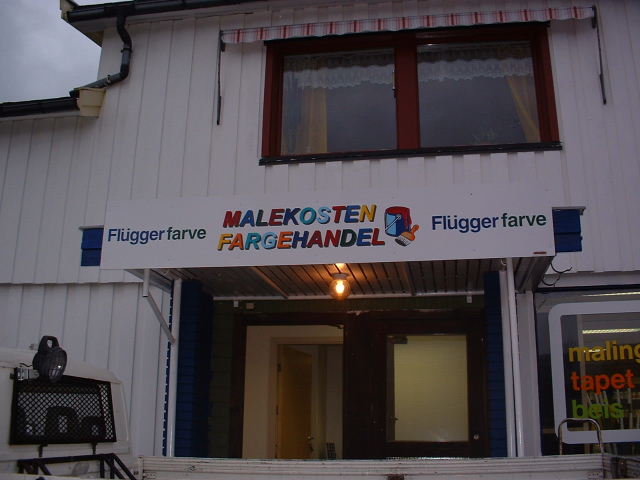 Flügger farve
MALEKOSTEN
FARGEHANDEL
Flügger farve
maling
tapet
beis